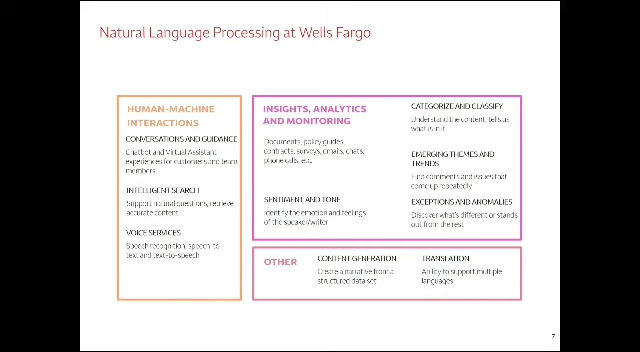 Natural Language Processing at Wells Fargo
HUMAN-MACHINE
INTERACTIONS
CONVERSATIONS AND GUIDANCE
Chatbot and Virtual Assistant
experiences for customers and team
members
INTELLIGENT SEARCH
Support natural questions, retrieve
accurate content
VOICE SERVICES
Speech recognition, speech-to-
text and text-to-speech
INSIGHTS, ANALYTICS
AND MONITORING
Documents, policy guides,
contracts, surveys, emails, chats,
phone calls, etc.
SENTIMENT AND TONE
Identify the emotion and feelings
of the speaker/writer
CATEGORIZE AND CLASSIFY
Understand the content, tells us
what is in it
EMERGING THEMES AND
TRENDS
Find comments and issues that
come up repeatedly
EXCEPTIONS AND ANOMALIES
Discover what's different or stands
out from the rest
OTHER
CONTENT GENERATION
Create a narrative from a
structured data set
TRANSLATION
Ability to support multiple
languages
7